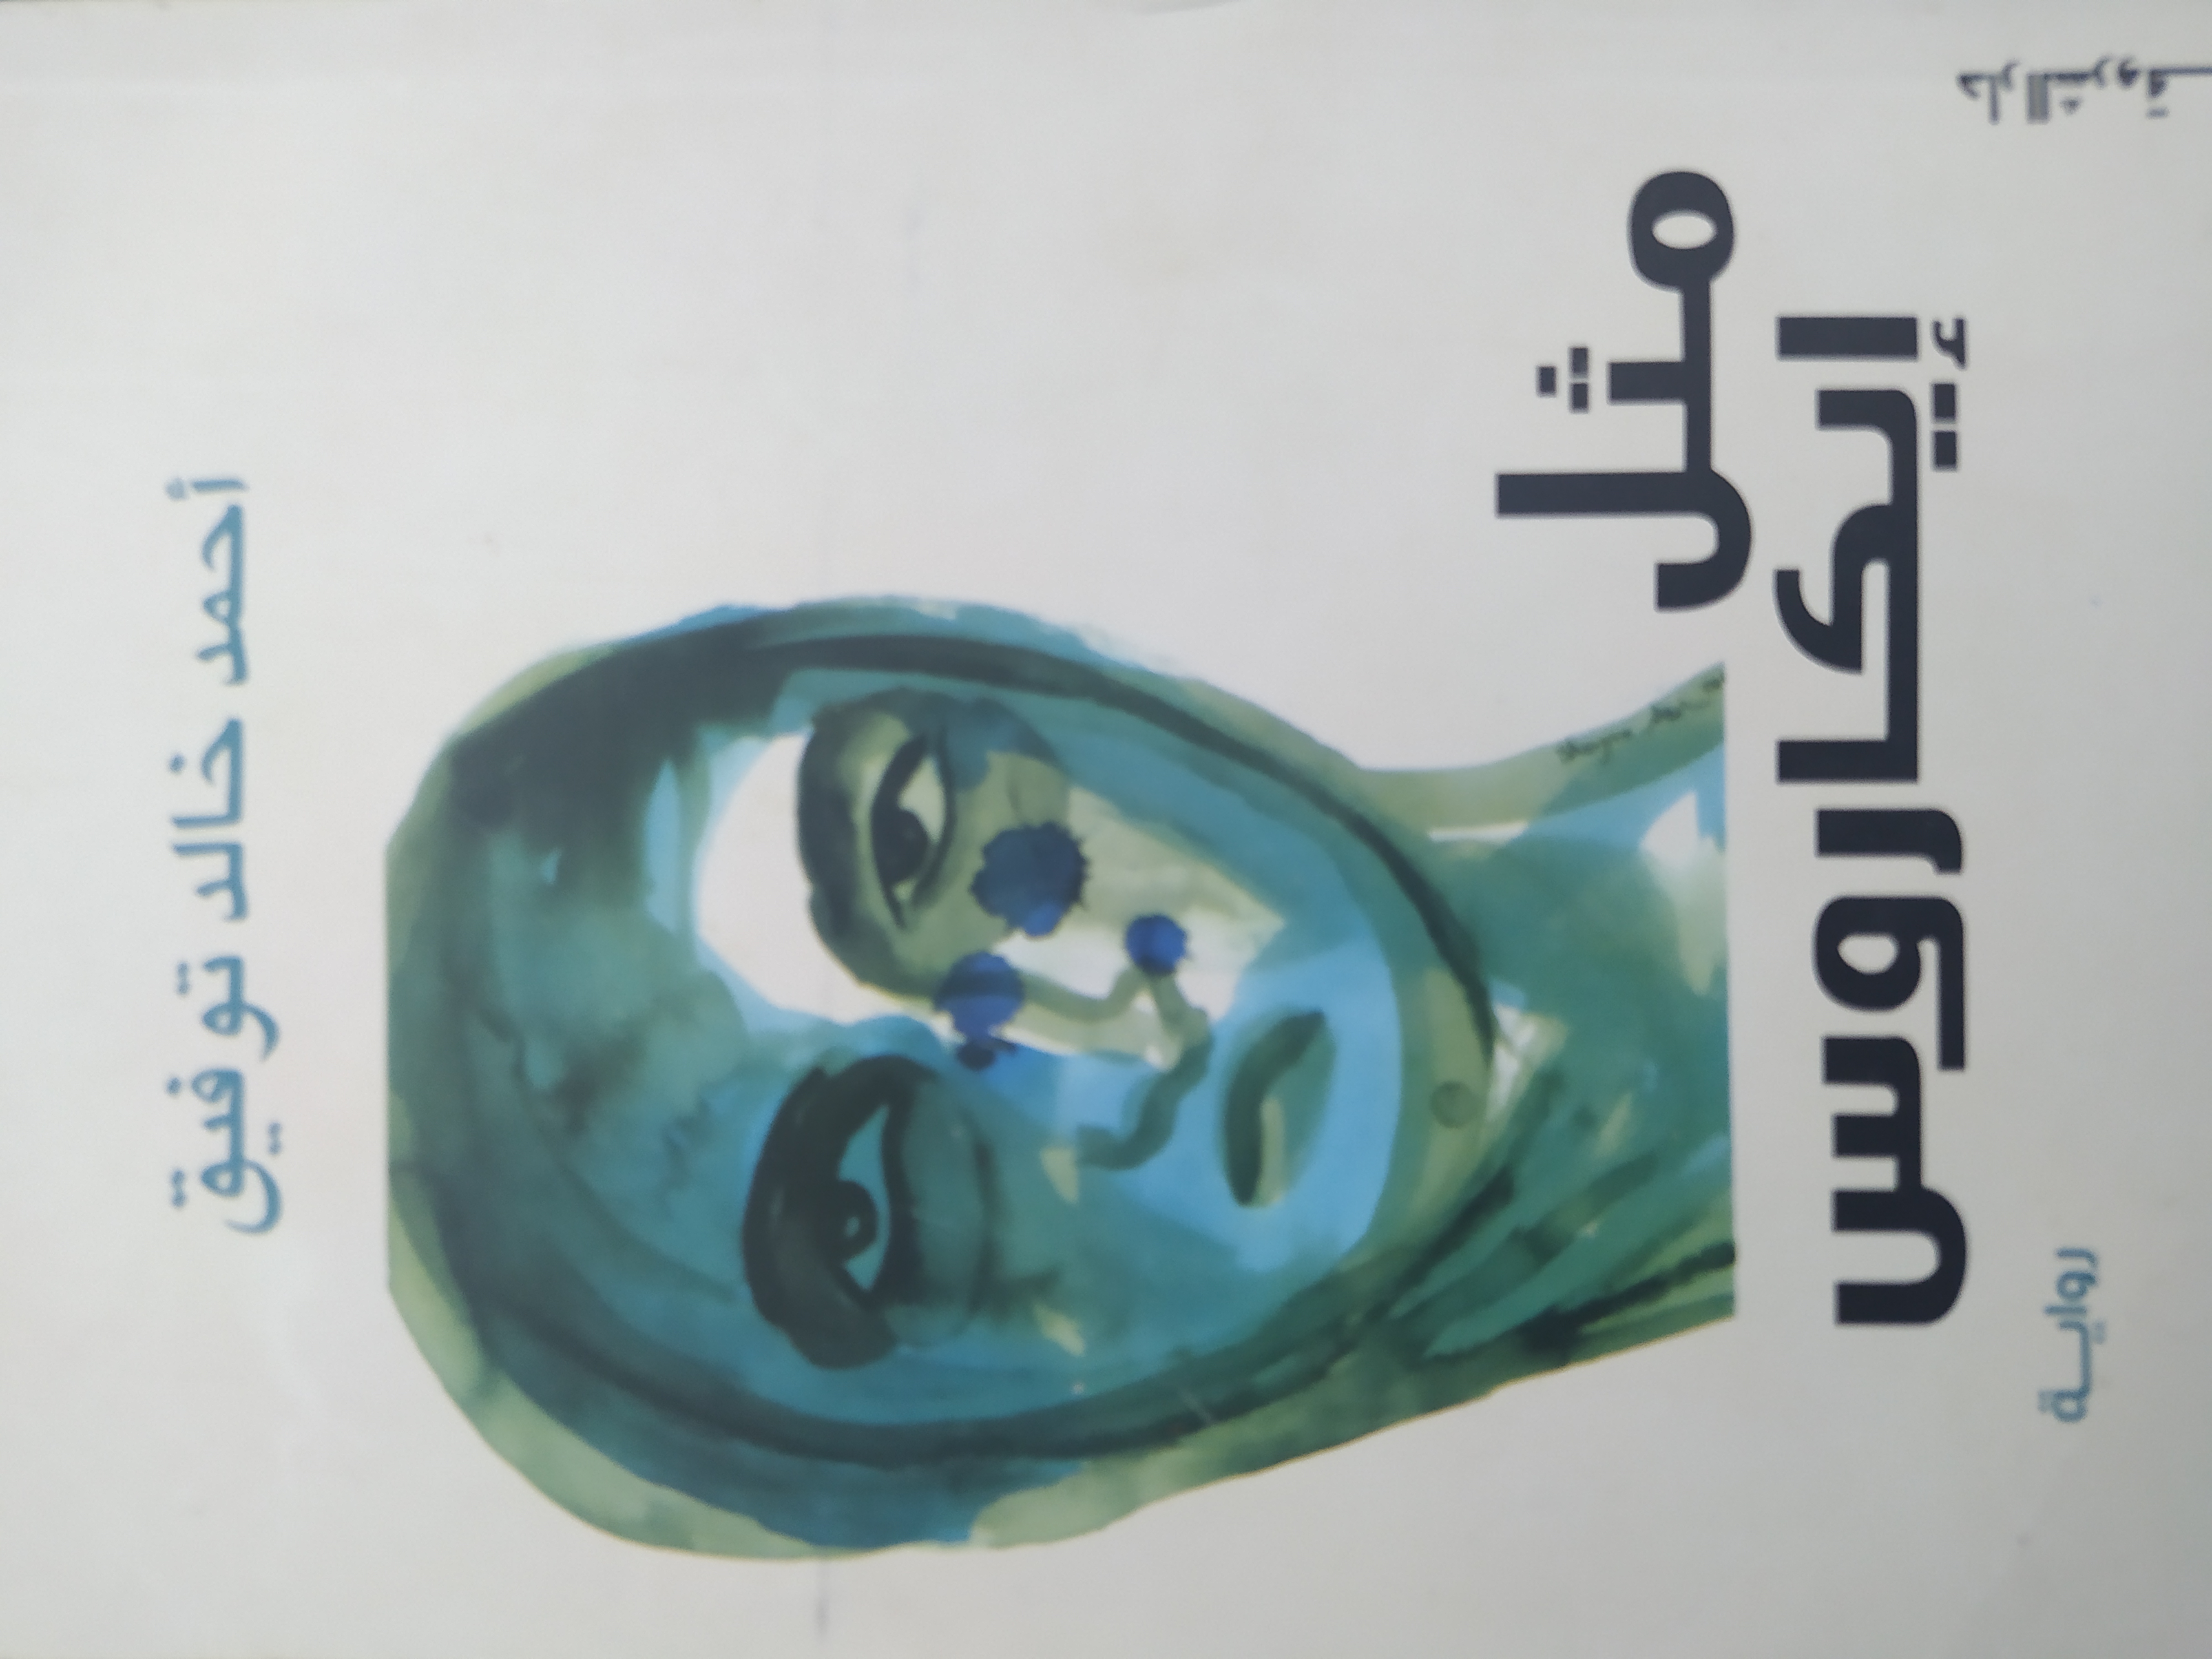 أحمد خالد توفيق
مثل
إيكاروس
رواية
دار الشروق